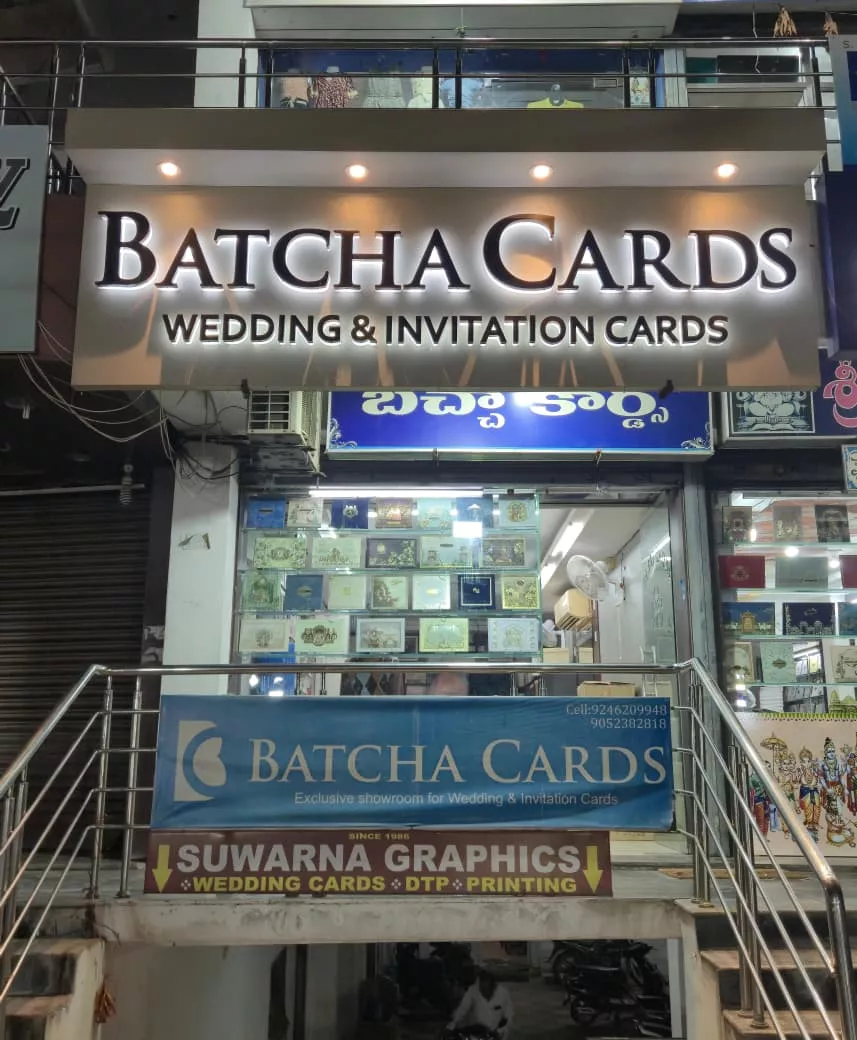 BATCHA CARDS
WEDDING & INVITATION CARDS
బచ్చా కార్డ్స్
శ్రీ
Cell:9246209948
9052382818
BATCHA CARDS
Exclusive showroom for Wedding & Invitation Cards
SINCE 1986
SUWARNA GRAPHICS
WEDDING CARDS DTP PRINTING